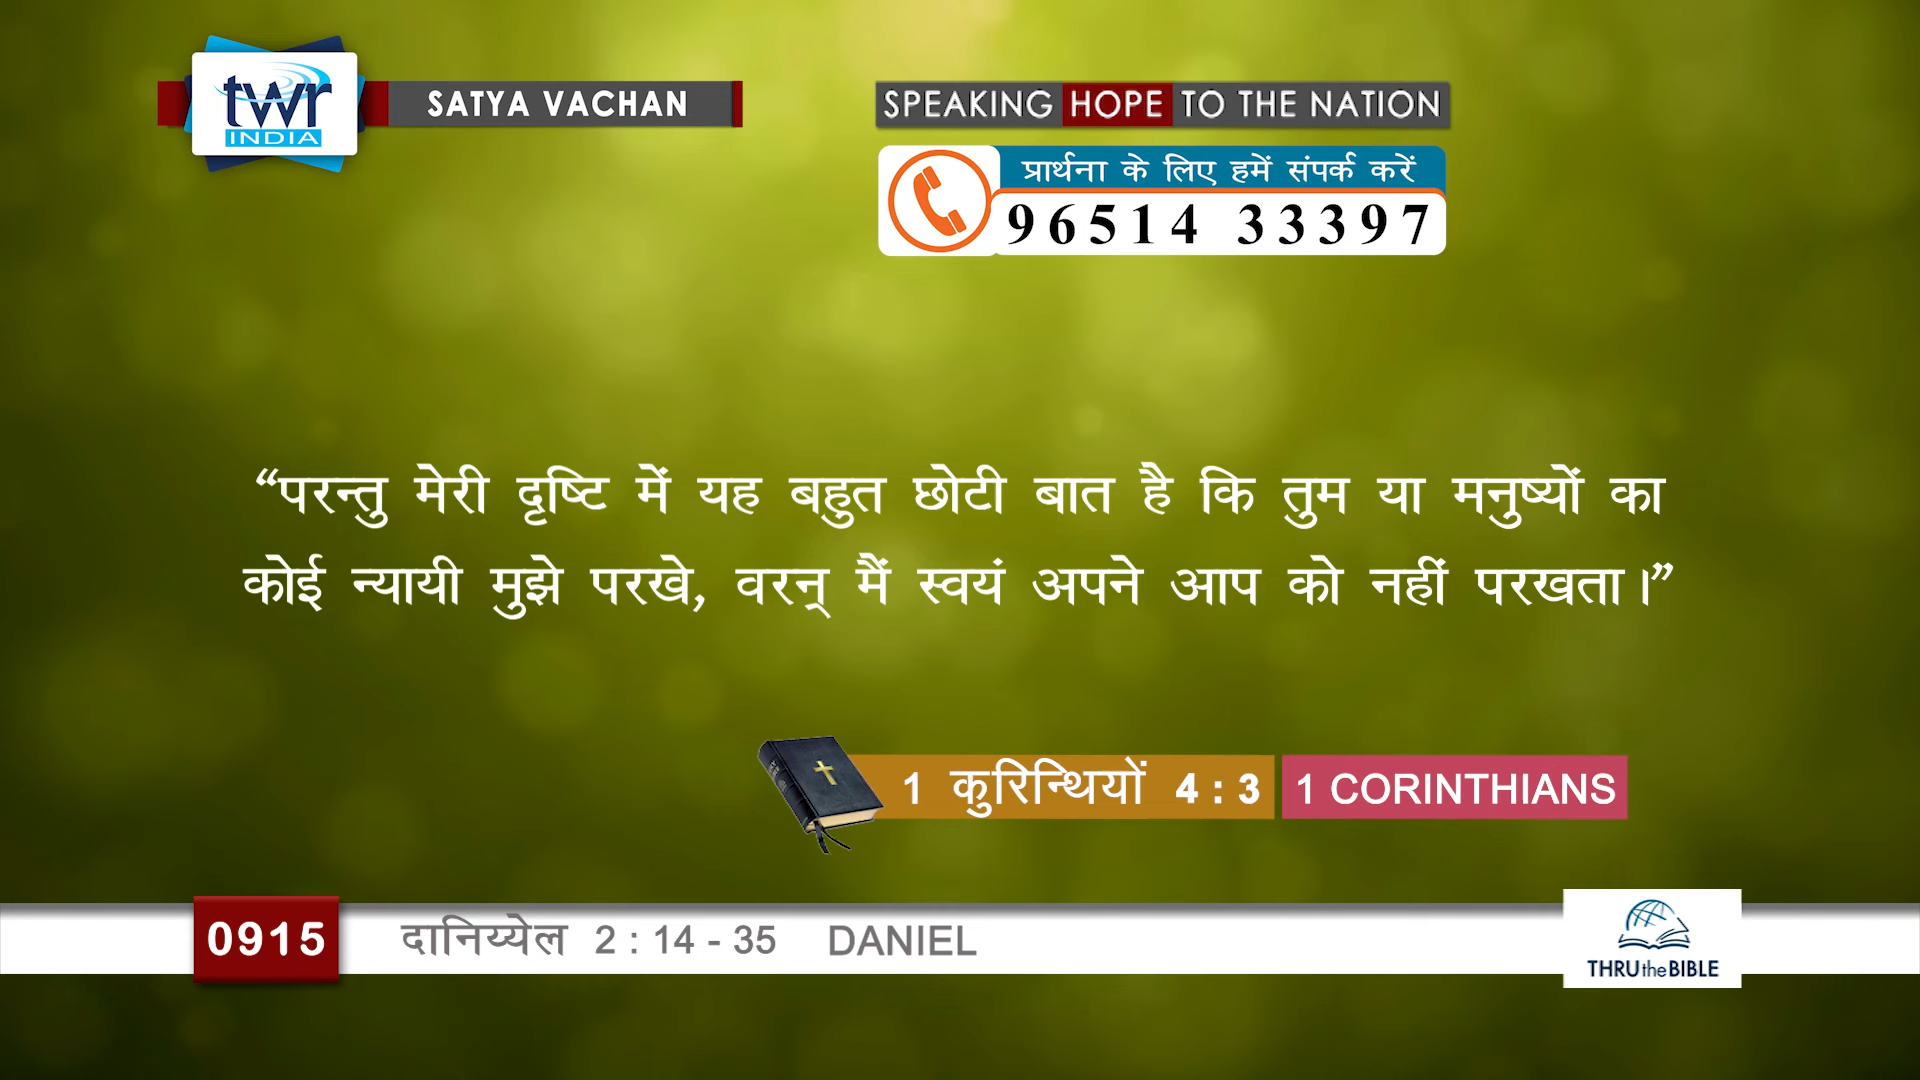 twr
INDIA
SATYA VACHAN
SPEAKING HOPE TO THE NATION
प्रार्थना के लिए हमें संपर्क करें
96514 33397
“परन्तु मेरी दृष्टि में यह बहुत छोटी बात है कि तुम या मनुष्यों का
कोई न्यायी मुझे परखे, वरन् मैं स्वयं अपने आप को नहीं परखता।”
1 कुरिन्थियों 4 : 3 1 CORINTHIANS
0915 दानिय्येल 2 : 14 - 35 DANIEL
THRU the BIBLE